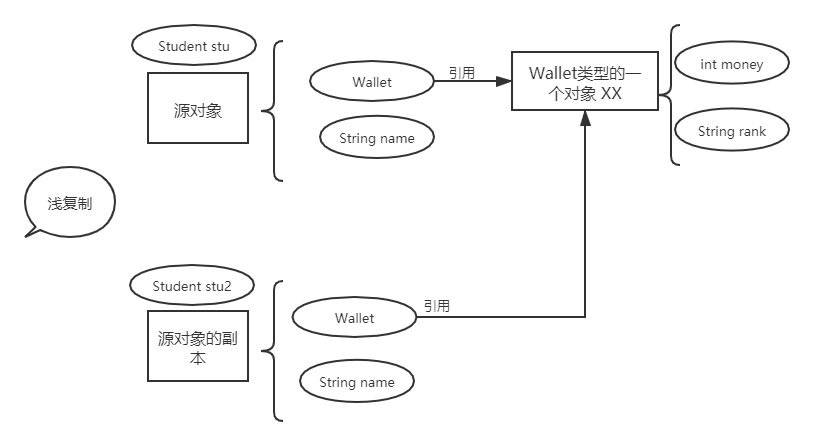 Student stu
源对象
Wallet
String name
引用
Wallet类型的一
个对象 XX
int money
String rank
浅复制
Student stu2
源对象的副
本
Wallet
String name
引用